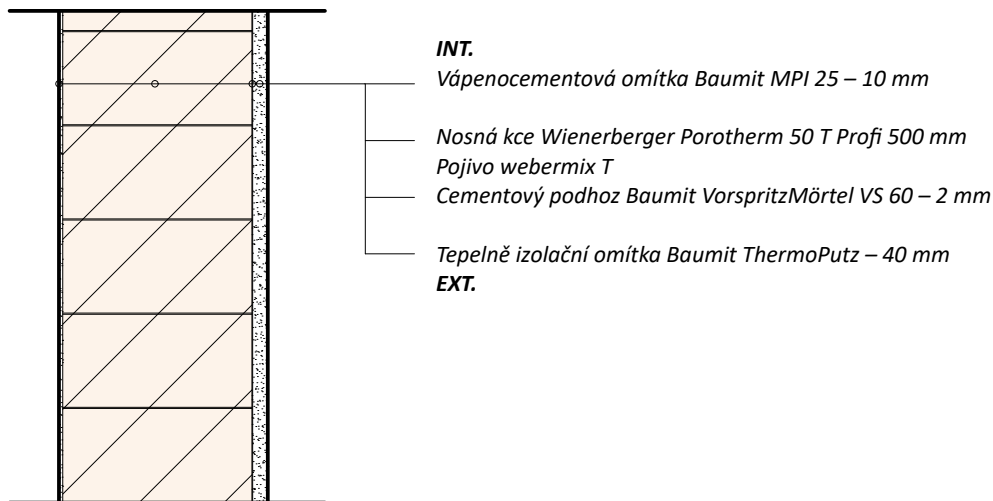 INT.
Vápenocementová omítka Baumit MPI 25 – 10 mm
Nosná kce Wienerberger Porotherm 50 T Profi 500 mm
Pojivo webermix T
Cementový podhoz Baumit VorspritzMörtel VS 60 – 2 mm
Tepelně izolační omítka Baumit ThermoPutz – 40 mm
EXT.